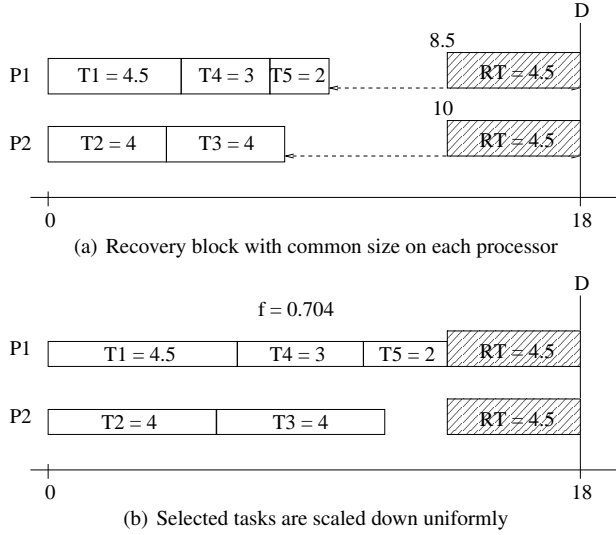 D
8.5
P1 T1 = 4.5 T4 = 3 T5 = 2 RT = 4.5
10
P2 T2 = 4 T3 = 4 RT = 4.5
0 18
(a) Recovery block with common size on each processor
D
f = 0.704
P1 T1 = 4.5 T4 = 3 T5 = 2 RT = 4.5
P2 T2 = 4 T3 = 4 RT = 4.5
0 18
(b) Selected tasks are scaled down uniformly